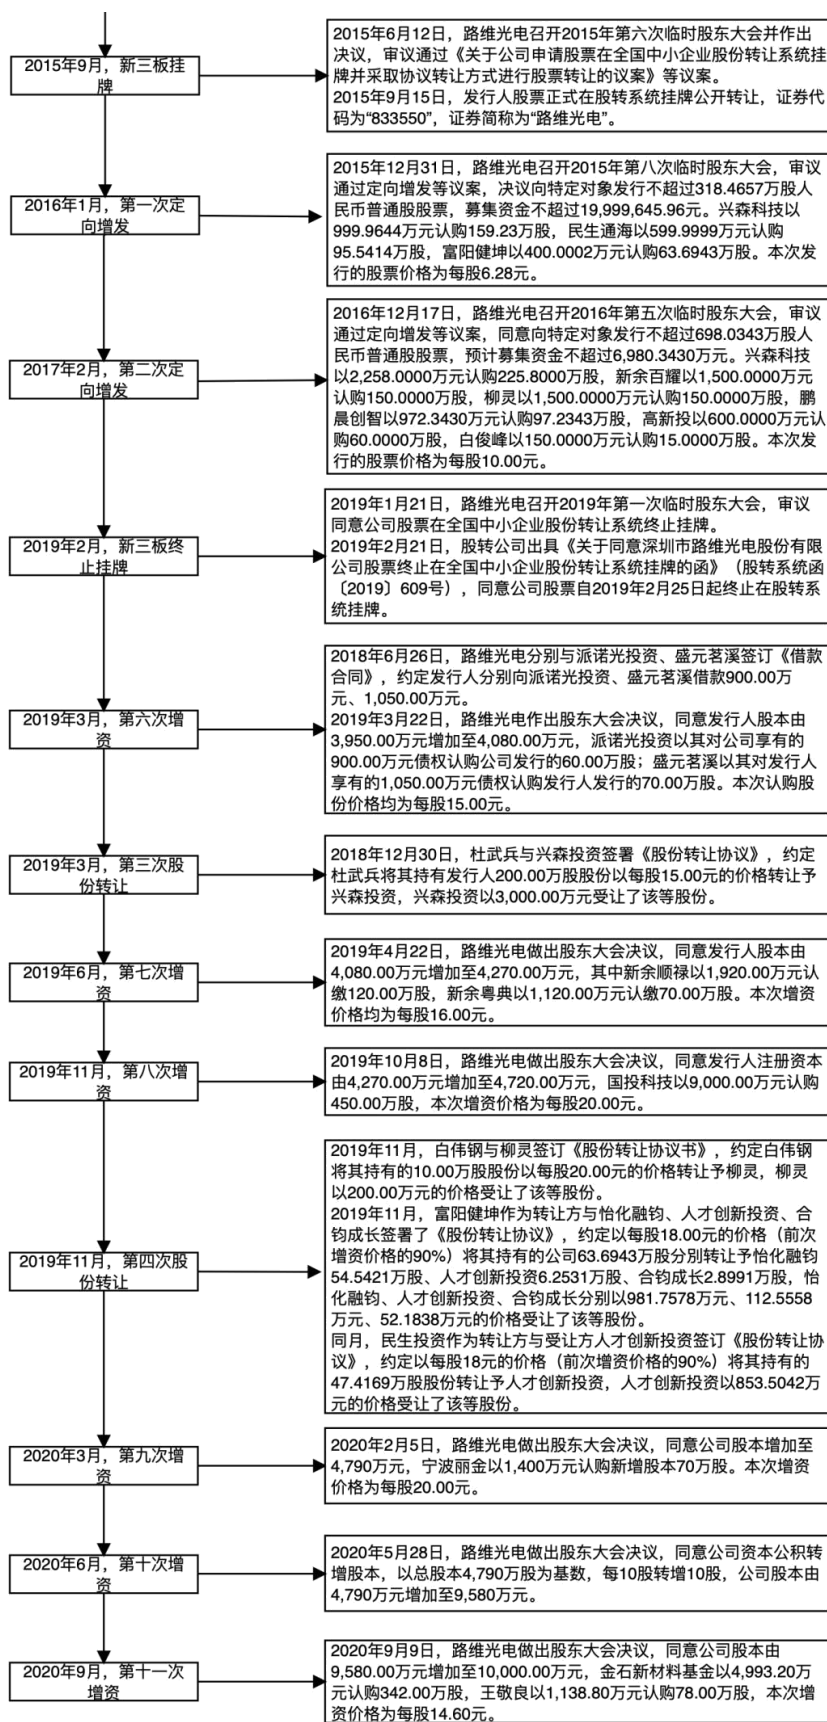 2015年9月，新三板挂
牌
2015年6月12日，路维光电召开2015年第六次临时股东大会并作出
决议，审议通过《关于公司申请股票在全国中小企业股份转让系统挂
牌并采取协议转让方式进行股票转让的议案》等议案。
2015年9月15日，发行人股票正式在股转系统挂牌公开转让，证券代
码为“833550”，证券简称为“路维光电”。
2016年1月，第一次定
向增发
2015年12月31日，路维光电召开2015年第八次临时股东大会，审议
通过定向增发等议案，决议向特定对象发行不超过318.4657万股人
民币普通股股票，募集资金不超过19,999,645.96元。兴森科技以
999.9644万元认购159.23万股，民生通海以599.9999万元认购
95.5414万股，富阳健坤以400.0002万元认购63.6943万股。本次发
行的股票价格为每股6.28元。
2017年2月，第二次定
向增发
2016年12月17日，路维光电召开2016年第五次临时股东大会，审议
通过定向增发等议案，同意向特定对象发行不超过698.0343万股人
民币普通股股票，预计募集资金不超过6,980.3430万元。兴森科技
以2,258.0000万元认购225.8000万股，新余百耀以1,500.0000万元
认购150.0000万股，柳灵以1,500.0000万元认购150.0000万股，鹏
晨创智以972.3430万元认购97.2343万股，高新投以600.0000万元认
购60.0000万股，白俊峰以150.0000万元认购15.0000万股。本次发
行的股票价格为每股10.00元。
2019年2月，新三板终
止挂牌
2019年1月21日，路维光电召开2019年第一次临时股东大会，审议
同意公司股票在全国中小企业股份转让系统终止挂牌。
2019年2月21日，股转公司出具《关于同意深圳市路维光电股份有限
公司股票终止在全国中小企业股份转让系统挂牌的函》（股转系统函
〔2019〕609号），同意公司股票自2019年2月25日起终止在股转系
统挂牌。
2019年3月，第六次增
资
2018年6月26日，路维光电分别与派诺光投资、盛元茗溪签订《借款
合同》，约定发行人分别向派诺光投资、盛元茗溪借款900.00万
元、1,050.00万元。
2019年3月22日，路维光电作出股东大会决议，同意发行人股本由
3,950.00万元增加至4,080.00万元，派诺光投资以其对公司享有的
900.00万元债权认购公司发行的60.00万股；盛元茗溪以其对发行人
享有的1,050.00万元债权认购发行人发行的70.00万股。本次认购股
份价格均为每股15.00元。
2019年3月，第三次股
份转让
2018年12月30日，杜武兵与兴森投资签署《股份转让协议》，约定
杜武兵将其持有发行人200.00万股股份以每股15.00元的价格转让予
兴森投资，兴森投资以3,000.00万元受让了该等股份。
2019年6月，第七次增
资
2019年4月22日，路维光电做出股东大会决议，同意发行人股本由
4,080.00万元增加至4,270.00万元，其中新余顺禄以1,920.00万元认
缴120.00万股，新余粤典以1,120.00万元认缴70.00万股。本次增资
价格均为每股16.00元。
2019年11月，第八次增
资
2019年10月8日，路维光电做出股东大会决议，同意发行人注册资本
由4,270.00万元增加至4,720.00万元，国投科技以9,000.00万元认购
450.00万股，本次增资价格为每股20.00元。
2019年11月，第四次股
份转让
2019年11月，白伟钢与柳灵签订《股份转让协议书》，约定白伟钢
将其持有的10.00万股股份以每股20.00元的价格转让予柳灵，柳灵
以200.00万元的价格受让了该等股份。
2019年11月，富阳健坤作为转让方与怡化融钧、人才创新投资、合
钧成长签署了《股份转让协议》，约定以每股18.00元的价格（前次
增资价格的90%）将其持有的公司63.6943万股分别转让予怡化融钧
54.5421万股、人才创新投资6.2531万股、合钧成长2.8991万股，怡
化融钧、人才创新投资、合钧成长分别以981.7578万元、112.5558
万元、52.1838万元的价格受让了该等股份。
同月，民生投资作为转让方与受让方人才创新投资签订《股份转让协
议》，约定以每股18元的价格（前次增资价格的90%）将其持有的
47.4169万股股份转让予人才创新投资，人才创新投资以853.5042万
元的价格受让了该等股份。
2020年3月，第九次增
资
2020年2月5日，路维光电做出股东大会决议，同意公司股本增加至
4,790万元，宁波丽金以1,400万元认购新增股本70万股。本次增资
价格为每股20.00元。
2020年6月，第十次增
资
2020年5月28日，路维光电做出股东大会决议，同意公司资本公积转
增股本，以总股本4,790万股为基数，每10股转增10股，公司股本由
4,790万元增加至9,580万元。
2020年9月，第十一次
增资
2020年9月9日，路维光电做出股东大会决议，同意公司股本由
9,580.00万元增加至10,000.00万元，金石新材料基金以4,993.20万
元认购342.00万股，王敬良以1,138.80万元认购78.00万股，本次增
资价格为每股14.60元。